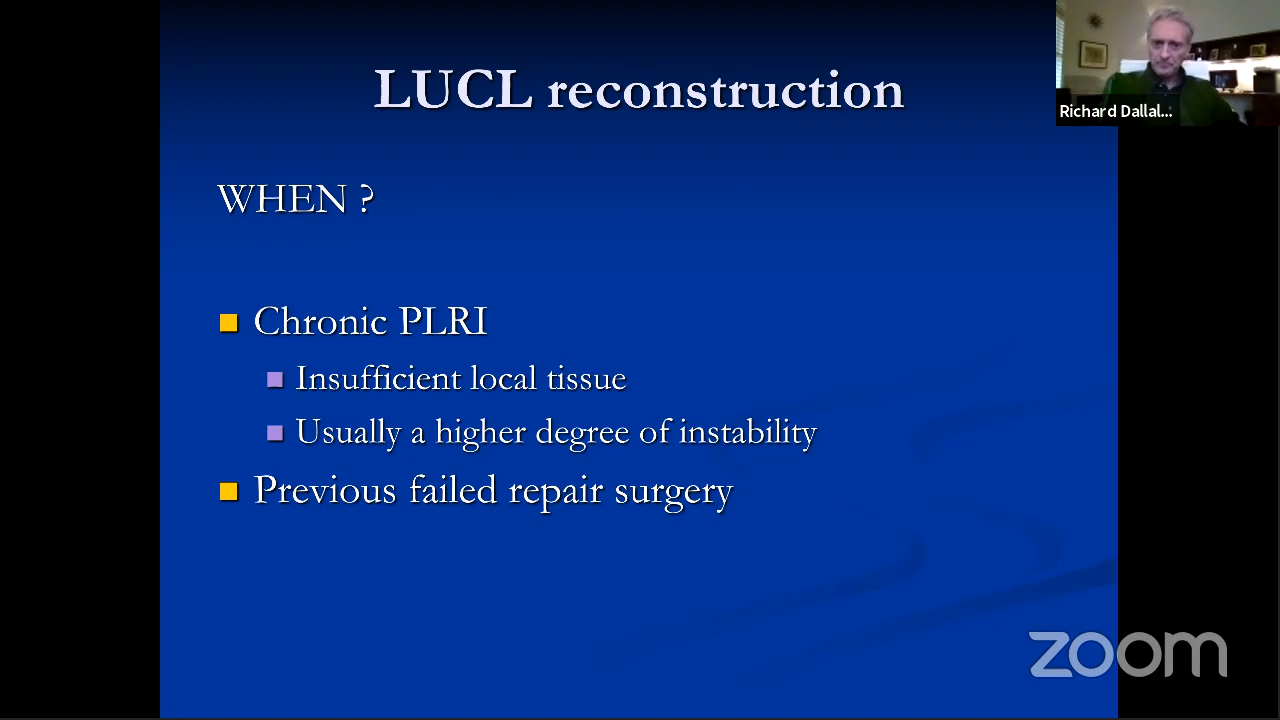 LUCL reconstruction
Richard Dallal...
WHEN ?
Chronic PLRI
Insufficient local tissue
Usually a higher degree of instability
Previous failed repair surgery
zoom